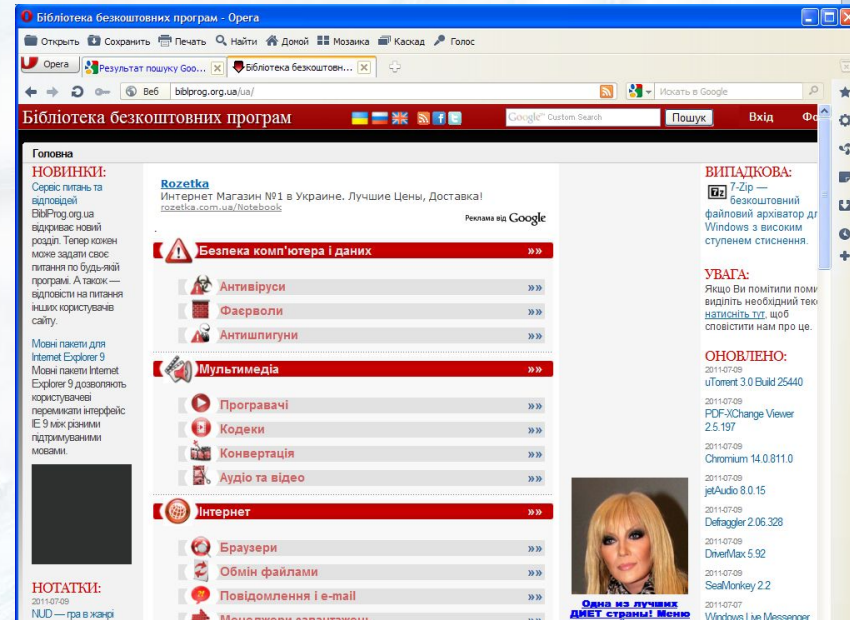 Бібліотека безкоштовних програм - Opera
Открыть Сохранить Печать Найти Домой Мозаика Каскад Голос
Opera Результат пошуку Goo... Бібліотека безкоштовн...
Веб biblprog.org.ua/ua/ Искать в Google
Бібліотека безкоштовних програм Google™ Custom Search Пошук Вхід Фо
Головна
НОВИНКИ:
Сервіс питань та
відповідей
BiblProg.org.ua
відкриває новий
розділ. Тепер кожен
може задати своє
питання по будь-якій
програмі. А також —
відповісти на питання
інших користувачів
сайту.
Мовні пакети для
Internet Explorer 9
Мовні пакети Internet
Explorer 9 дозволяють
користувачеві
перемикати інтерфейс
IE 9 між різними
підтримуваними
мовами.
НОТАТКИ:
2011-07-09
NUD — гра в жанрі
Rozetka
Интернет Магазин №1 в Украине. Лучшие Цены, Доставка!
rozetka.com.ua/Notebook
Реклама від Google
Безпека комп'ютера і даних »»
Антивіруси »»
Фаєрволи »»
Антишпигуни »»
Мультимедіа »»
Програвачі »»
Кодеки »»
Конвертація »»
Аудіо та відео »»
Інтернет »»
Браузери »»
Обмін файлами »»
Повідомлення і e-mail »»
Менеджери завантажень »»
Одна из лучших
ДИЕТ страны! Меню
ВИПАДКОВА:
7z 7-Zip —
безкоштовний
файловий архіватор дл
Windows з високим
ступенем стиснення.
УВАГА:
Якщо Ви помітили поми
виділіть необхідний тек
натисніть тут, щоб
сповістити нам про це.
ОНОВЛЕНО:
2011-07-09
uTorrent 3.0 Build 25440
2011-07-09
PDF-XChange Viewer
2.5.197
2011-07-09
Chromium 14.0.811.0
2011-07-09
jetAudio 8.0.15
2011-07-09
Defraggler 2.06.328
2011-07-09
DriverMax 5.92
2011-07-09
SeaMonkey 2.2
2011-07-07
Windows Live Messenger